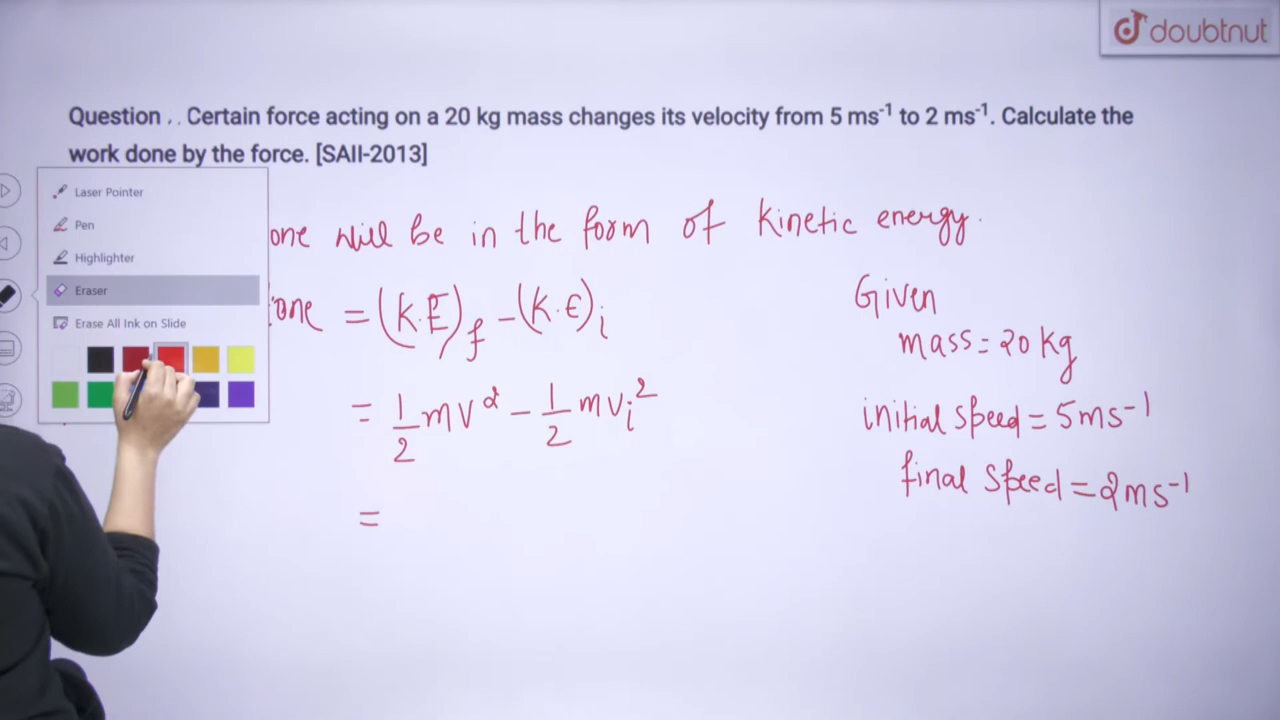 doubtnut
Question . . Certain force acting on a 20 kg mass changes its velocity from 5 ms⁻¹ to 2 ms⁻¹. Calculate the
work done by the force. [SAII-2013]
Laser Pointer
Pen
Highlighter
Eraser
Erase All Ink on Slide
one will be in the form of kinetic energy.
one = (K.E)f - (K.E)i
= 1/2 mv² - 1/2 mvi²
=
Given
mass = 20 kg
initial speed = 5 ms⁻¹
final speed = 2 ms⁻¹